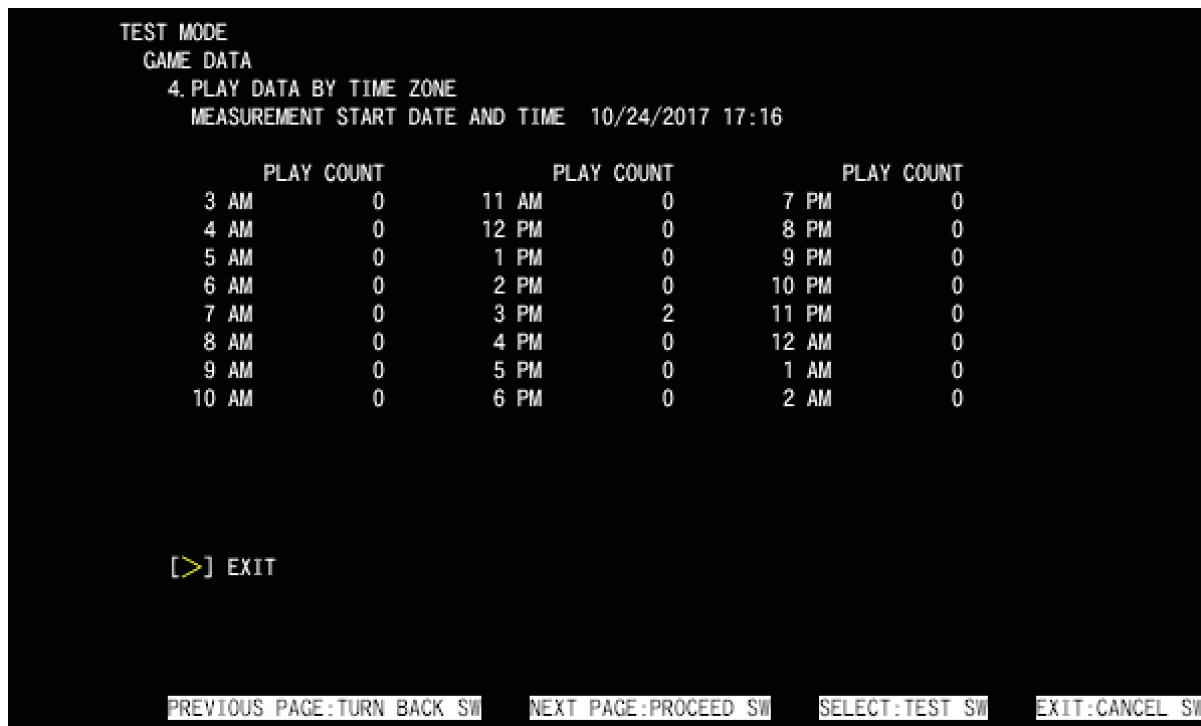 TEST MODE
GAME DATA
4. PLAY DATA BY TIME ZONE
MEASUREMENT START DATE AND TIME 10/24/2017 17:16
PLAY COUNT PLAY COUNT PLAY COUNT
3 AM 0 11 AM 0 7 PM 0
4 AM 0 12 PM 0 8 PM 0
5 AM 0 1 PM 0 9 PM 0
6 AM 0 2 PM 0 10 PM 0
7 AM 0 3 PM 2 11 PM 0
8 AM 0 4 PM 0 12 AM 0
9 AM 0 5 PM 0 1 AM 0
10 AM 0 6 PM 0 2 AM 0
[>] EXIT
PREVIOUS PAGE:TURN BACK SW NEXT PAGE:PROCEED SW SELECT:TEST SW EXIT:CANCEL SW